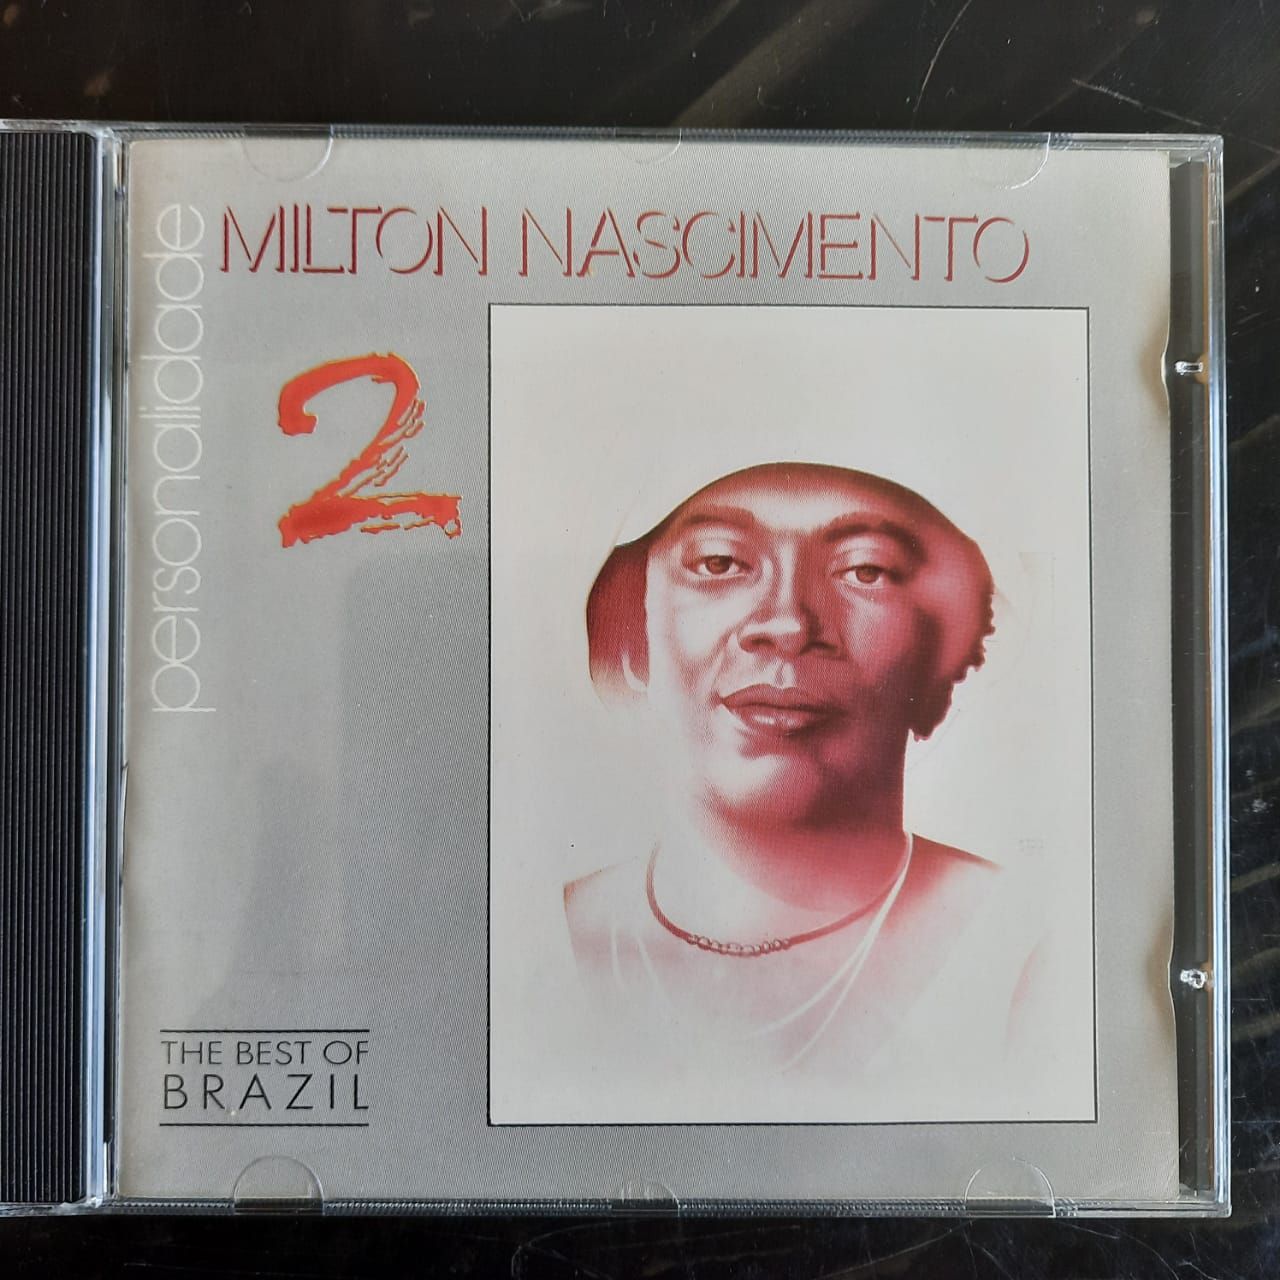 MILTON NASCIMENTO
personalidade
2
THE BEST OF
BRAZIL